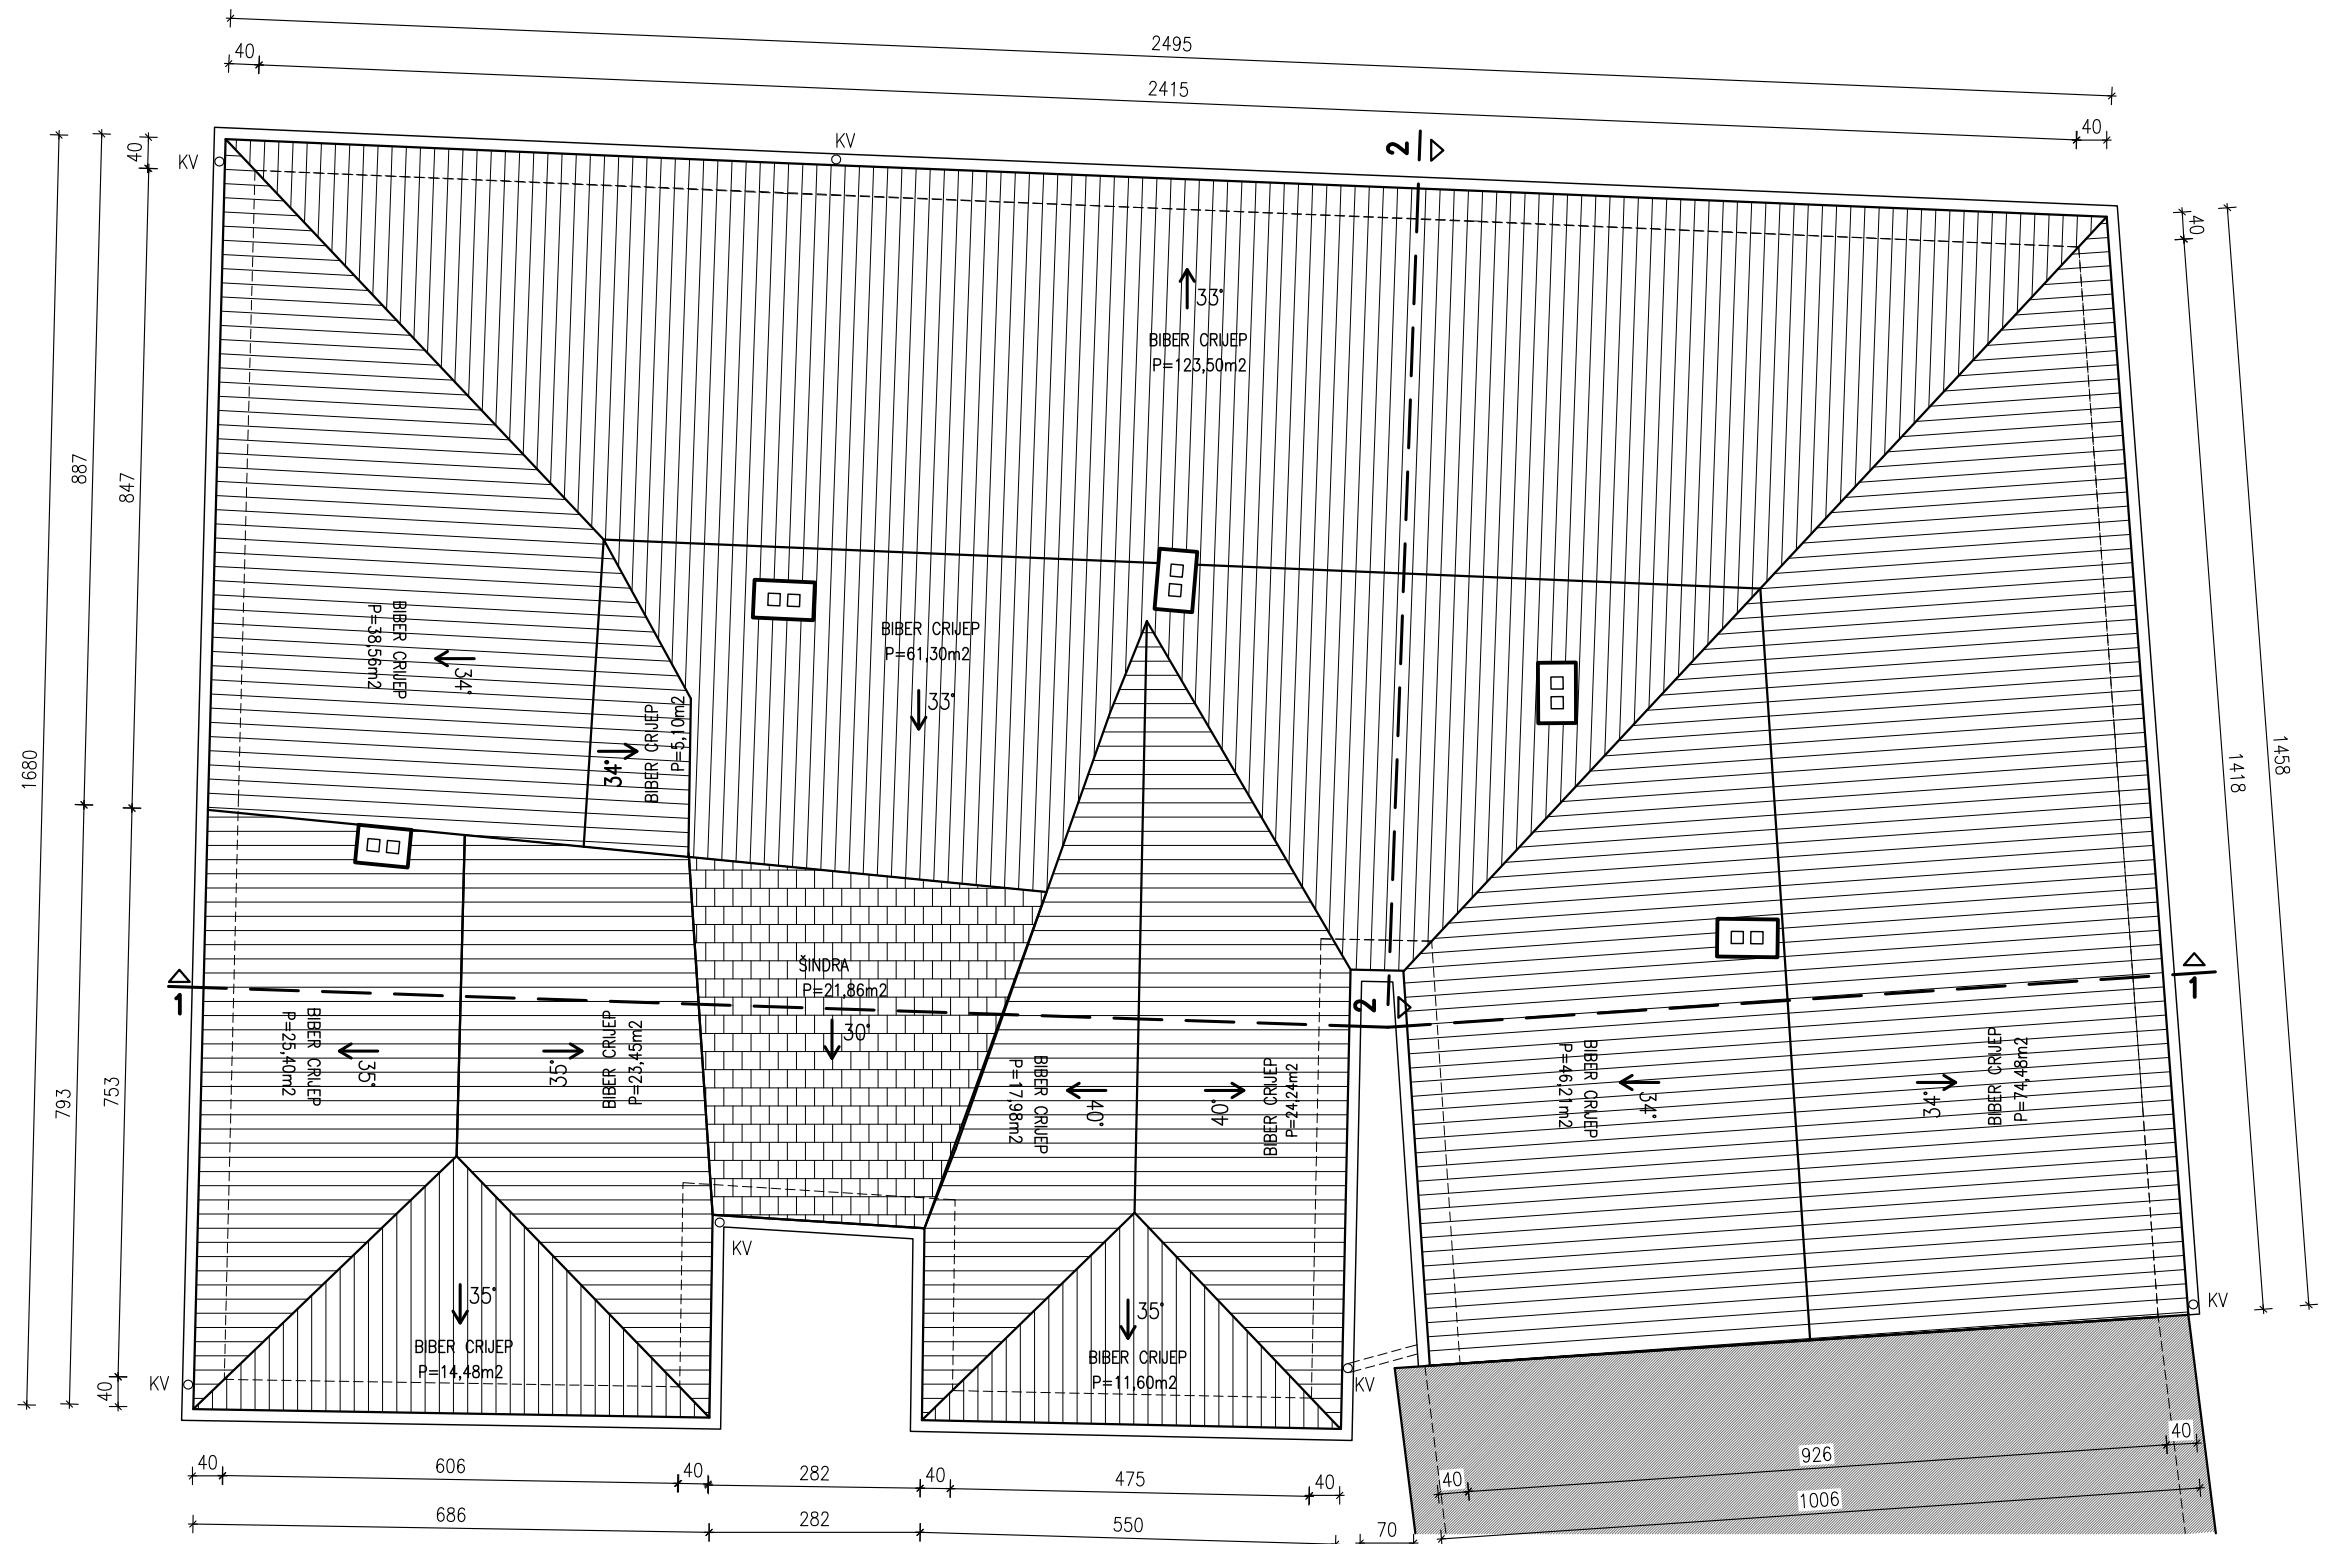 2495
40
2415
40
2
KV
KV
40
40
887
847
33°
BIBER CRIJEP
P=123,50m2
BIBER CRIJEP
P=38,56m2
34°
BIBER CRIJEP
P=61,30m2
33°
34°
BIBER CRIJEP
P=5,10m2
1680
1458
1418
ŠINDRA
P=21,86m2
30°
1
2
1
BIBER CRIJEP
P=25,40m2
35°
35°
BIBER CRIJEP
P=23,45m2
BIBER CRIJEP
P=17,98m2
40°
40°
BIBER CRIJEP
P=24,24m2
BIBER CRIJEP
P=46,21m2
34°
34°
BIBER CRIJEP
P=74,48m2
793
753
KV
35°
BIBER CRIJEP
P=14,48m2
35°
BIBER CRIJEP
P=11,60m2
KV
KV
KV
40
40
606
40
282
40
475
40
40
926
40
686
282
550
70
1006